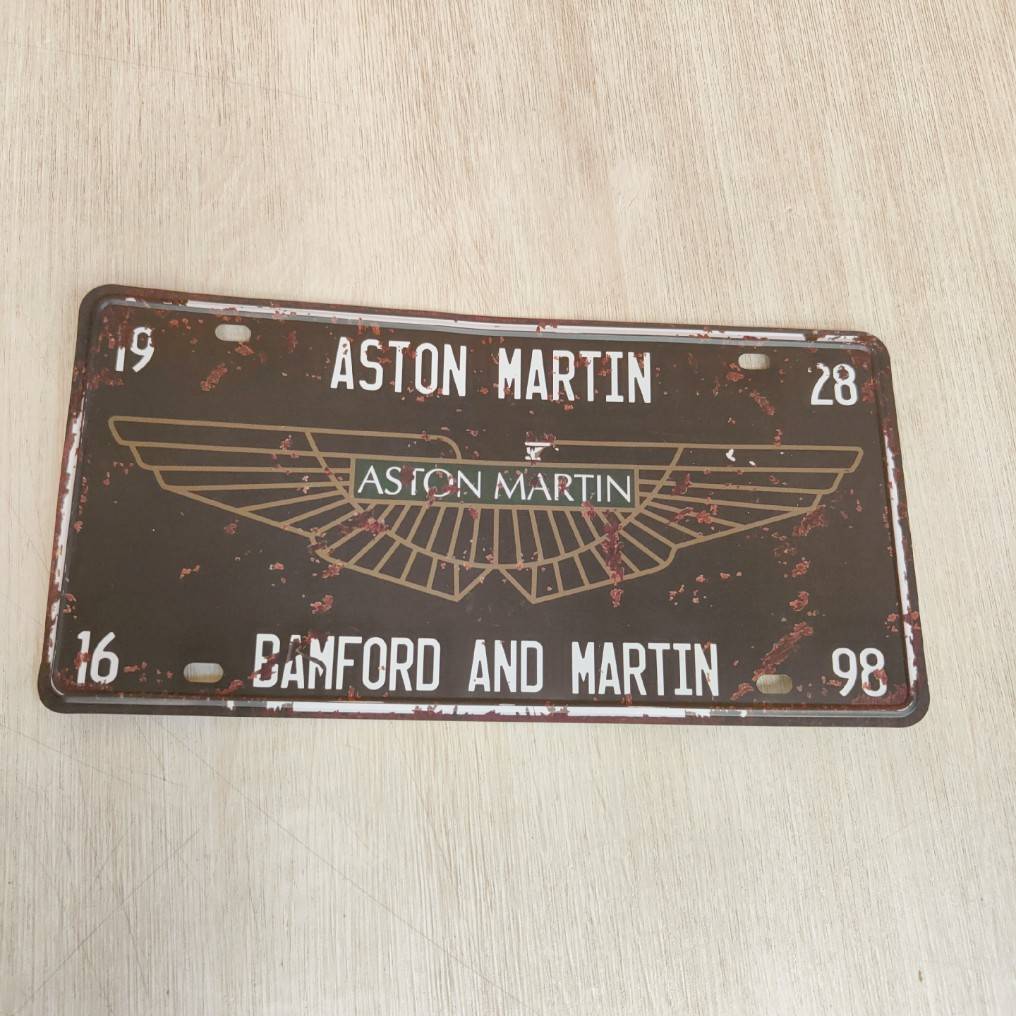 19 ASTON MARTIN 28
ASTON MARTIN
16 BAMFORD AND MARTIN 98